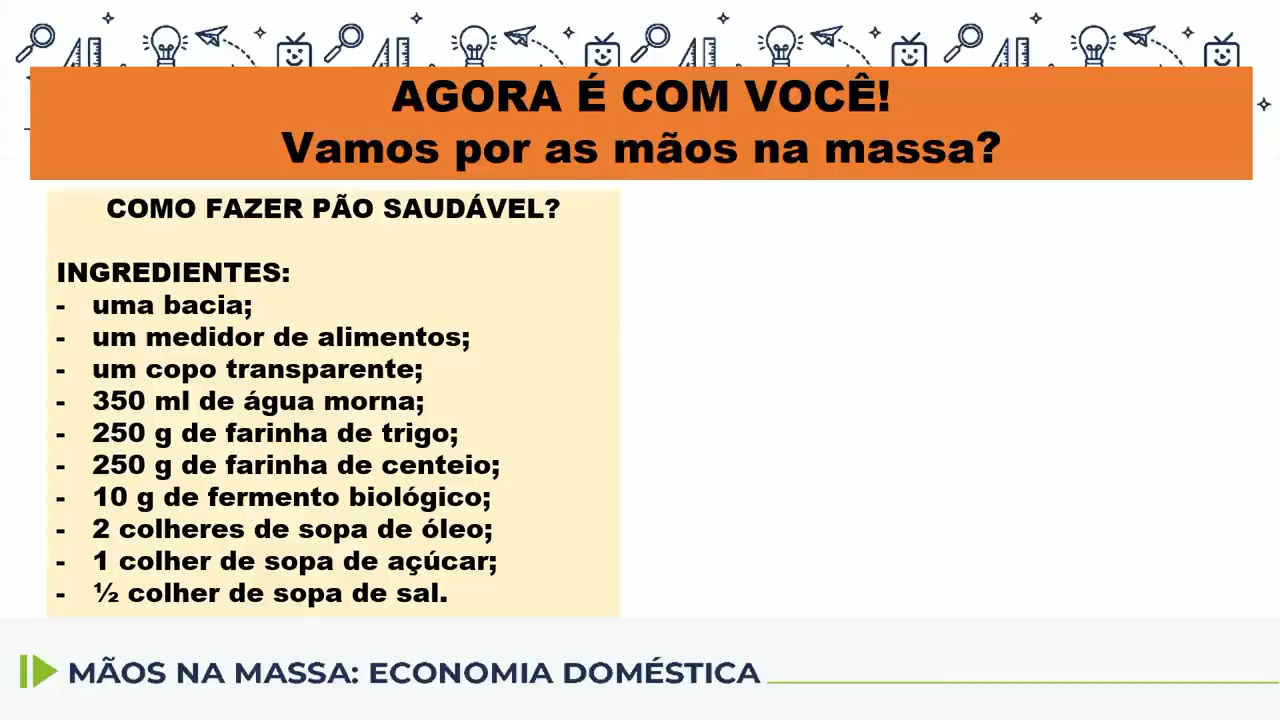 AGORA É COM VOCÊ!
Vamos por as mãos na massa?
COMO FAZER PÃO SAUDÁVEL?
INGREDIENTES:
- uma bacia;
- um medidor de alimentos;
- um copo transparente;
- 350 ml de água morna;
- 250 g de farinha de trigo;
- 250 g de farinha de centeio;
- 10 g de fermento biológico;
- 2 colheres de sopa de óleo;
- 1 colher de sopa de açúcar;
- ½ colher de sopa de sal.
MÃOS NA MASSA: ECONOMIA DOMÉSTICA